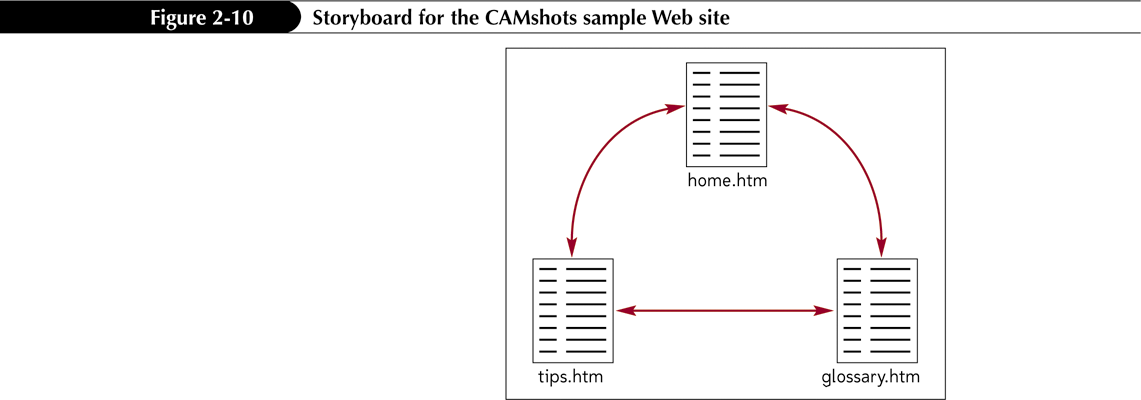 Figure 2-10 Storyboard for the CAMshots sample Web site
home.htm
tips.htm glossary.htm